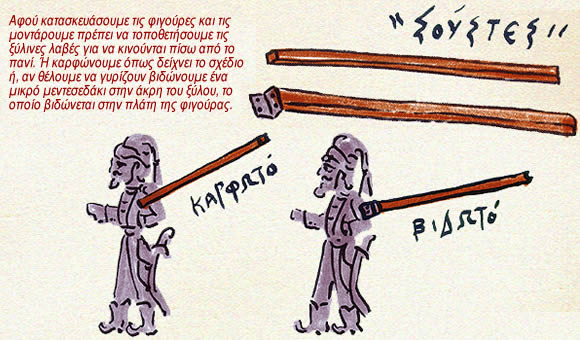 Αφού κατασκευάσουμε τις φιγούρες και τις
μοντάρουμε πρέπει να τοποθετήσουμε τις
ξύλινες λαβές για να κινούνται πίσω από το
πανί. Ή καρφώνουμε όπως δείχνει το σχέδιο
ή, αν θέλουμε να γυρίζουν βιδώνουμε ένα
μικρό μεντεσεδάκι στην άκρη του ξύλου, το
οποίο βιδώνεται στην πλάτη της φιγούρας.
"ΣΟΥΣΤΕΣ"
ΚΑΡΦΩΤΟ
ΒΙΔΩΤΟ